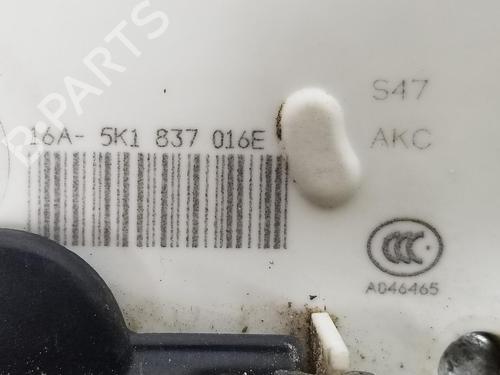 B-PARTS
S47
16A- 5K1 837 016E
AKC
CCC
A046465